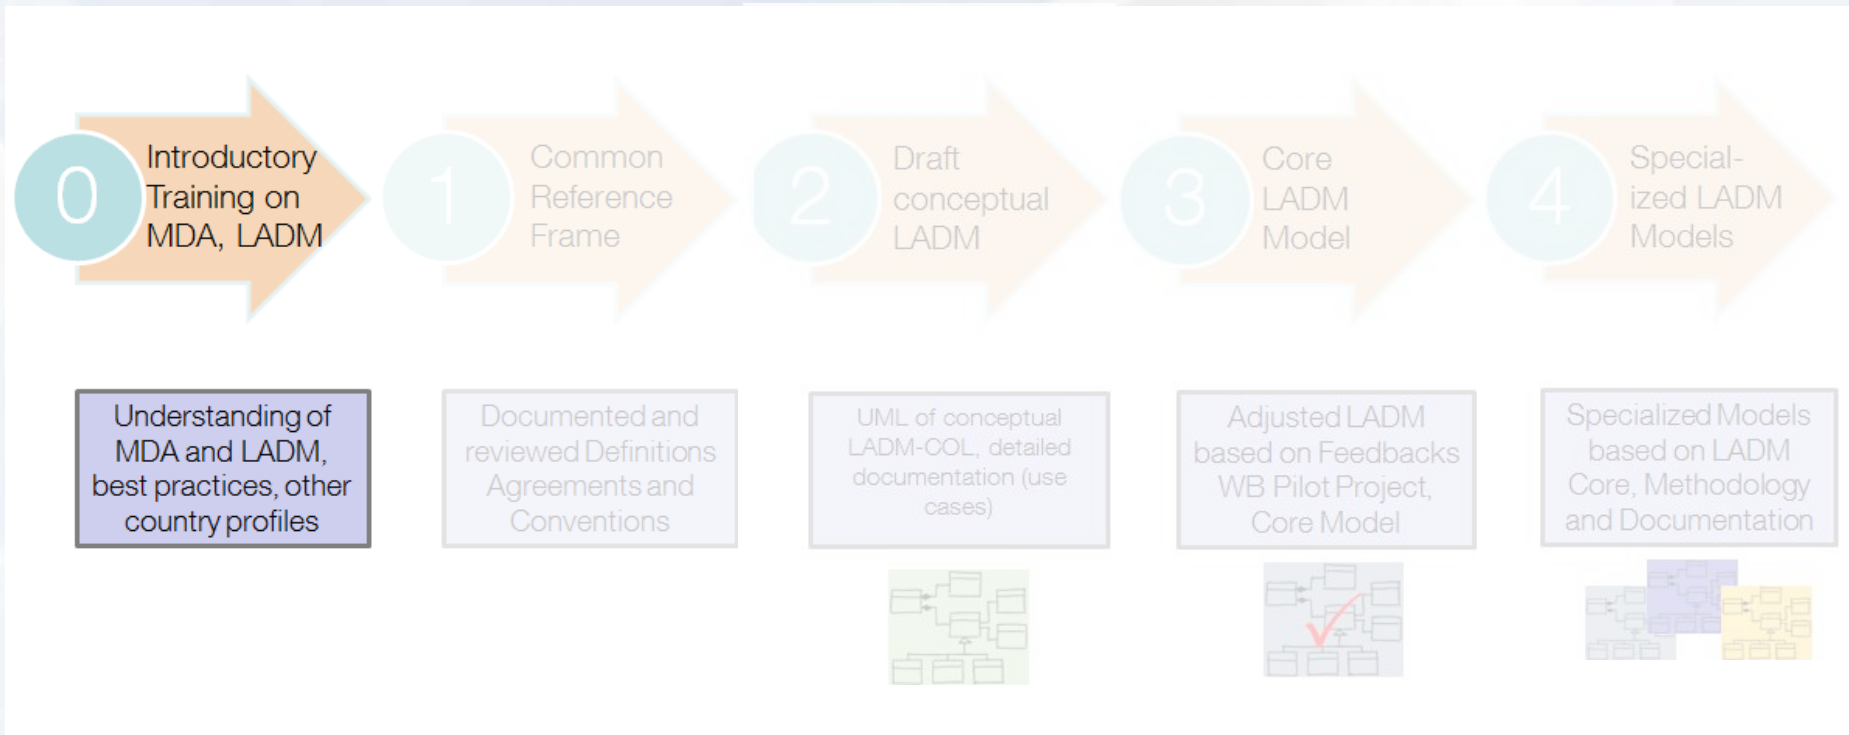 0
Introductory
Training on
MDA, LADM
1
Common
Reference
Frame
2
Draft
conceptual
LADM
3
Core
LADM
Model
4
Special-
ized LADM
Models
Understanding of
MDA and LADM,
best practices, other
country profiles
Documented and
reviewed Definitions
Agreements and
Conventions
UML of conceptual
LADM-COL, detailed
documentation (use
cases)
Adjusted LADM
based on Feedbacks
WB Pilot Project,
Core Model
Specialized Models
based on LADM
Core, Methodology
and Documentation